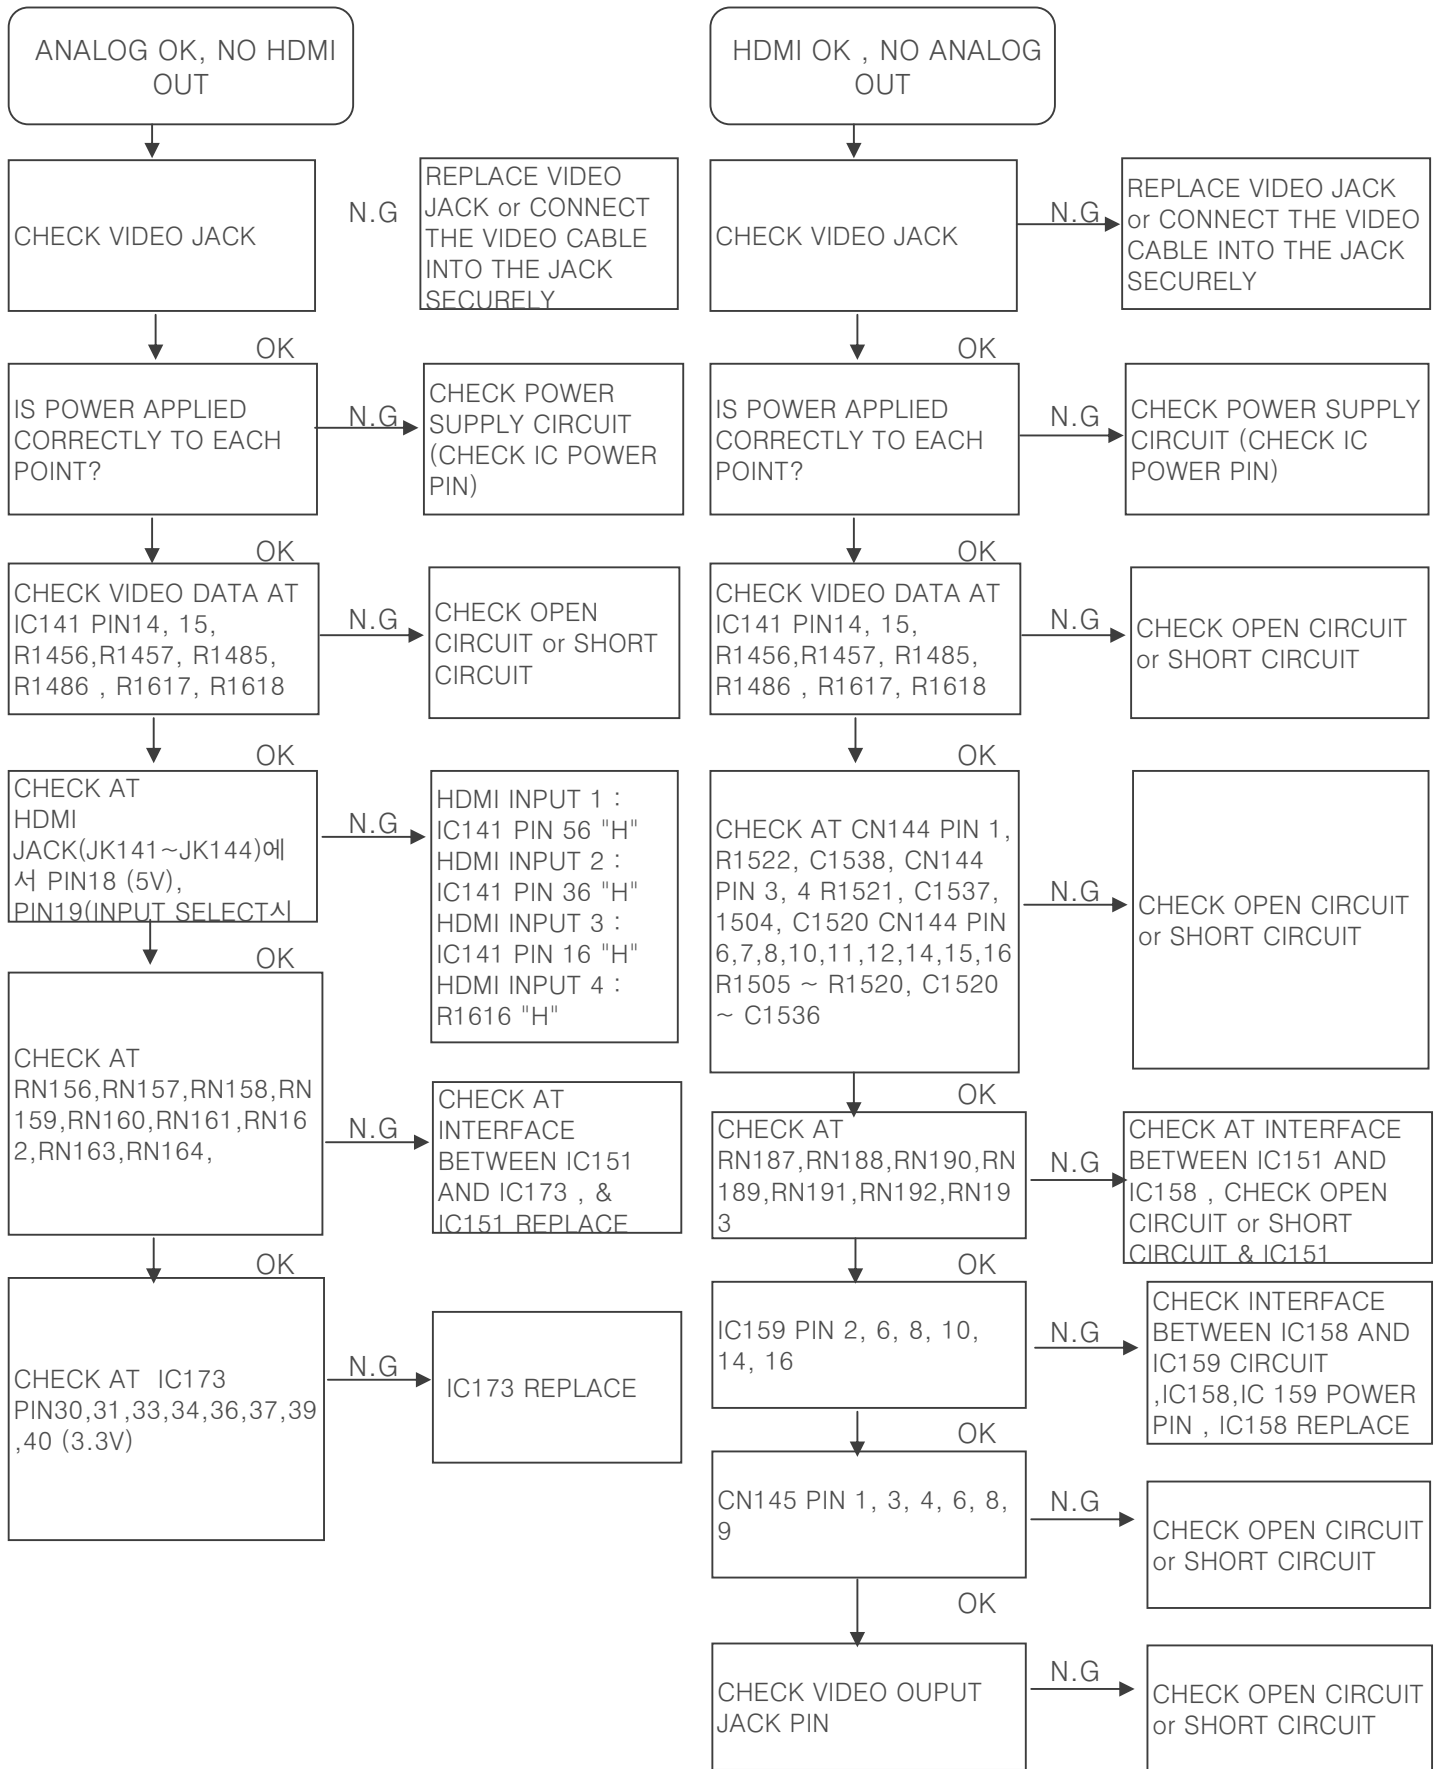 ANALOG OK, NO HDMI
OUT
CHECK VIDEO JACK
N.G
REPLACE VIDEO
JACK or CONNECT
THE VIDEO CABLE
INTO THE JACK
SECURELY
OK
IS POWER APPLIED
CORRECTLY TO EACH
POINT?
N.G
CHECK POWER
SUPPLY CIRCUIT
(CHECK IC POWER
PIN)
OK
CHECK VIDEO DATA AT
IC141 PIN14, 15,
R1456,R1457, R1485,
R1486 , R1617, R1618
N.G
CHECK OPEN
CIRCUIT or SHORT
CIRCUIT
OK
CHECK AT
HDMI
JACK(JK141~JK144)에
서 PIN18 (5V),
PIN19(INPUT SELECT시
N.G
HDMI INPUT 1 :
IC141 PIN 56 "H"
HDMI INPUT 2 :
IC141 PIN 36 "H"
HDMI INPUT 3 :
IC141 PIN 16 "H"
HDMI INPUT 4 :
R1616 "H"
OK
CHECK AT
RN156,RN157,RN158,RN
159,RN160,RN161,RN16
2,RN163,RN164,
N.G
CHECK AT
INTERFACE
BETWEEN IC151
AND IC173 , &
IC151 REPLACE
OK
CHECK AT  IC173
PIN30,31,33,34,36,37,39
,40 (3.3V)
N.G
IC173 REPLACE
HDMI OK , NO ANALOG
OUT
CHECK VIDEO JACK
N.G
REPLACE VIDEO JACK
or CONNECT THE VIDEO
CABLE INTO THE JACK
SECURELY
OK
IS POWER APPLIED
CORRECTLY TO EACH
POINT?
N.G
CHECK POWER SUPPLY
CIRCUIT (CHECK IC
POWER PIN)
OK
CHECK VIDEO DATA AT
IC141 PIN14, 15,
R1456,R1457, R1485,
R1486 , R1617, R1618
N.G
CHECK OPEN CIRCUIT
or SHORT CIRCUIT
OK
CHECK AT CN144 PIN 1,
R1522, C1538, CN144
PIN 3, 4 R1521, C1537,
1504, C1520 CN144 PIN
6,7,8,10,11,12,14,15,16
R1505 ~ R1520, C1520
~ C1536
N.G
CHECK OPEN CIRCUIT
or SHORT CIRCUIT
OK
CHECK AT
RN187,RN188,RN190,RN
189,RN191,RN192,RN19
3
N.G
CHECK AT INTERFACE
BETWEEN IC151 AND
IC158 , CHECK OPEN
CIRCUIT or SHORT
CIRCUIT & IC151
OK
IC159 PIN 2, 6, 8, 10,
14, 16
N.G
CHECK INTERFACE
BETWEEN IC158 AND
IC159 CIRCUIT
,IC158,IC 159 POWER
PIN , IC158 REPLACE
OK
CN145 PIN 1, 3, 4, 6, 8,
9
N.G
CHECK OPEN CIRCUIT
or SHORT CIRCUIT
OK
CHECK VIDEO OUPUT
JACK PIN
N.G
CHECK OPEN CIRCUIT
or SHORT CIRCUIT